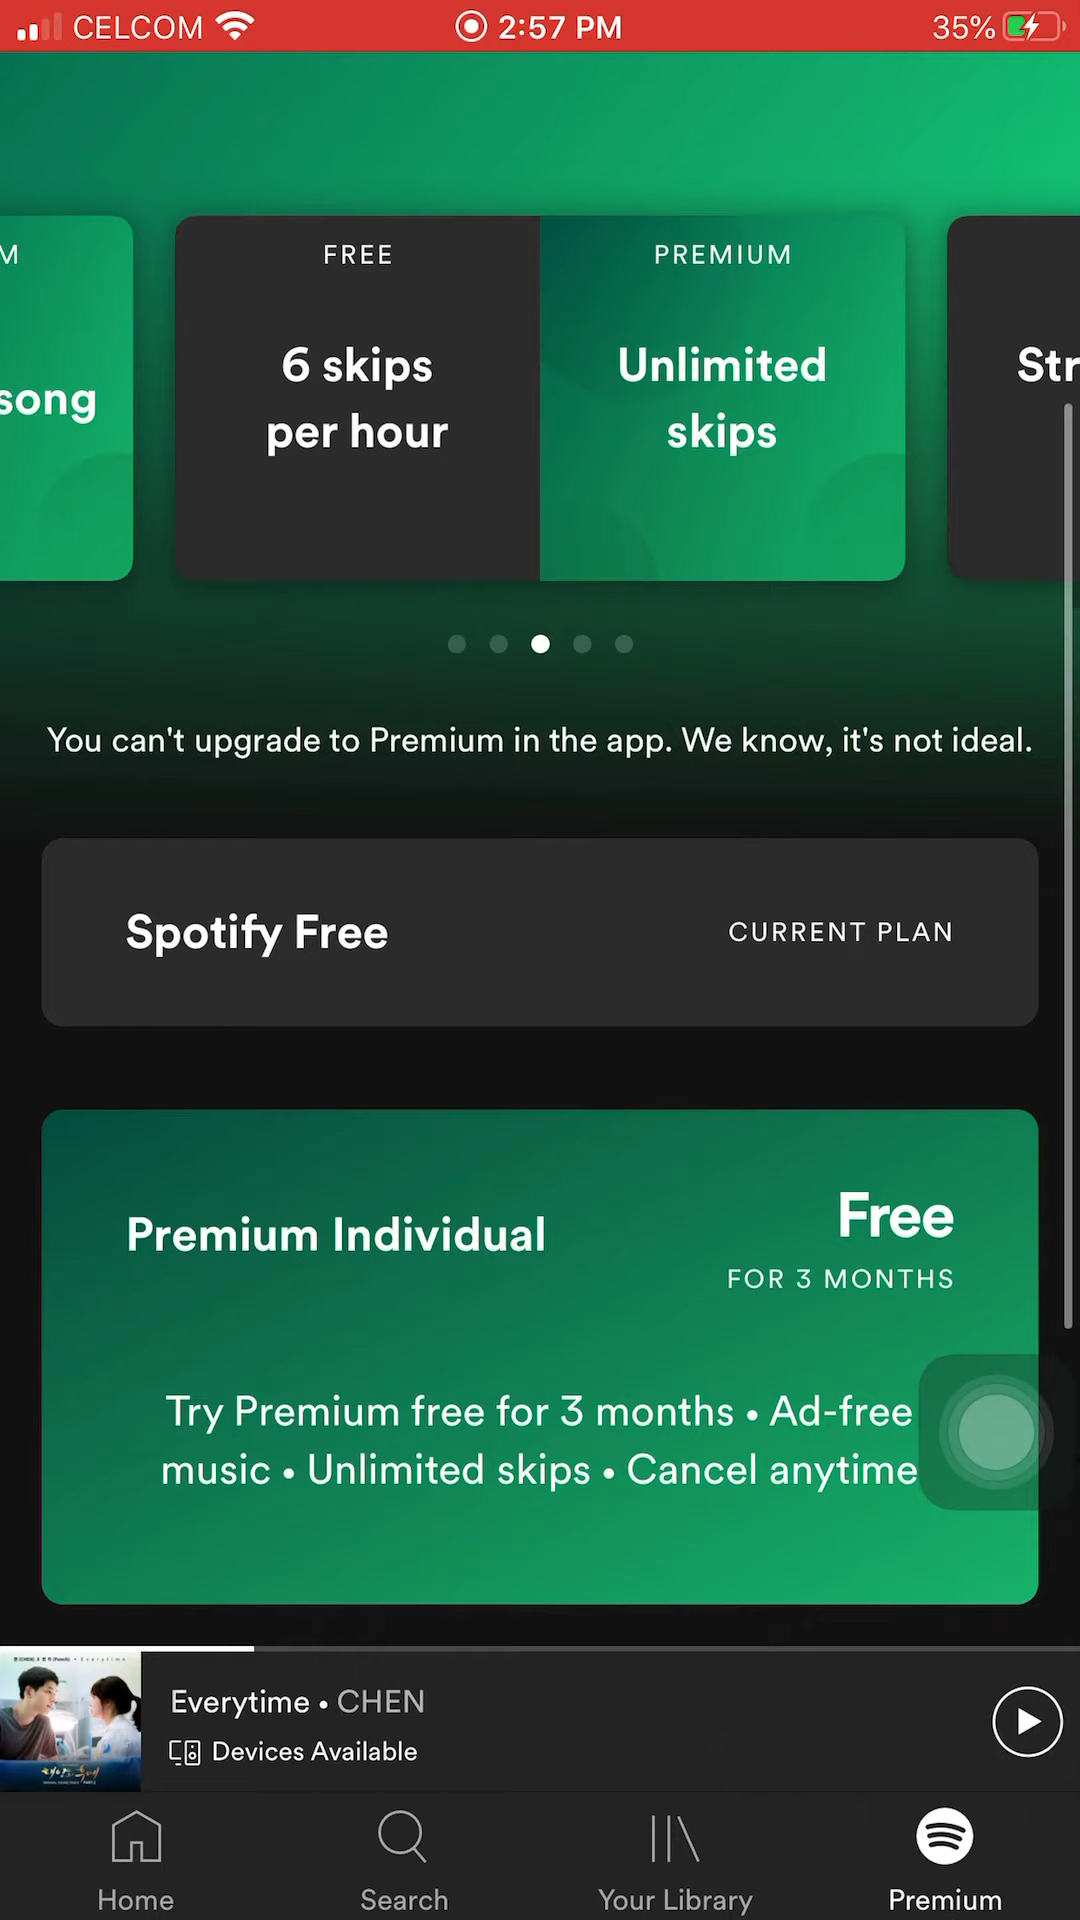 CELCOM 2:57 PM 35%
M
song
FREE
6 skips
per hour
PREMIUM
Unlimited
skips
Str
You can't upgrade to Premium in the app. We know, it's not ideal.
Spotify Free
CURRENT PLAN
Premium Individual
Free
FOR 3 MONTHS
Try Premium free for 3 months • Ad-free
music • Unlimited skips • Cancel anytime
Everytime • CHEN
Devices Available
Home
Search
Your Library
Premium